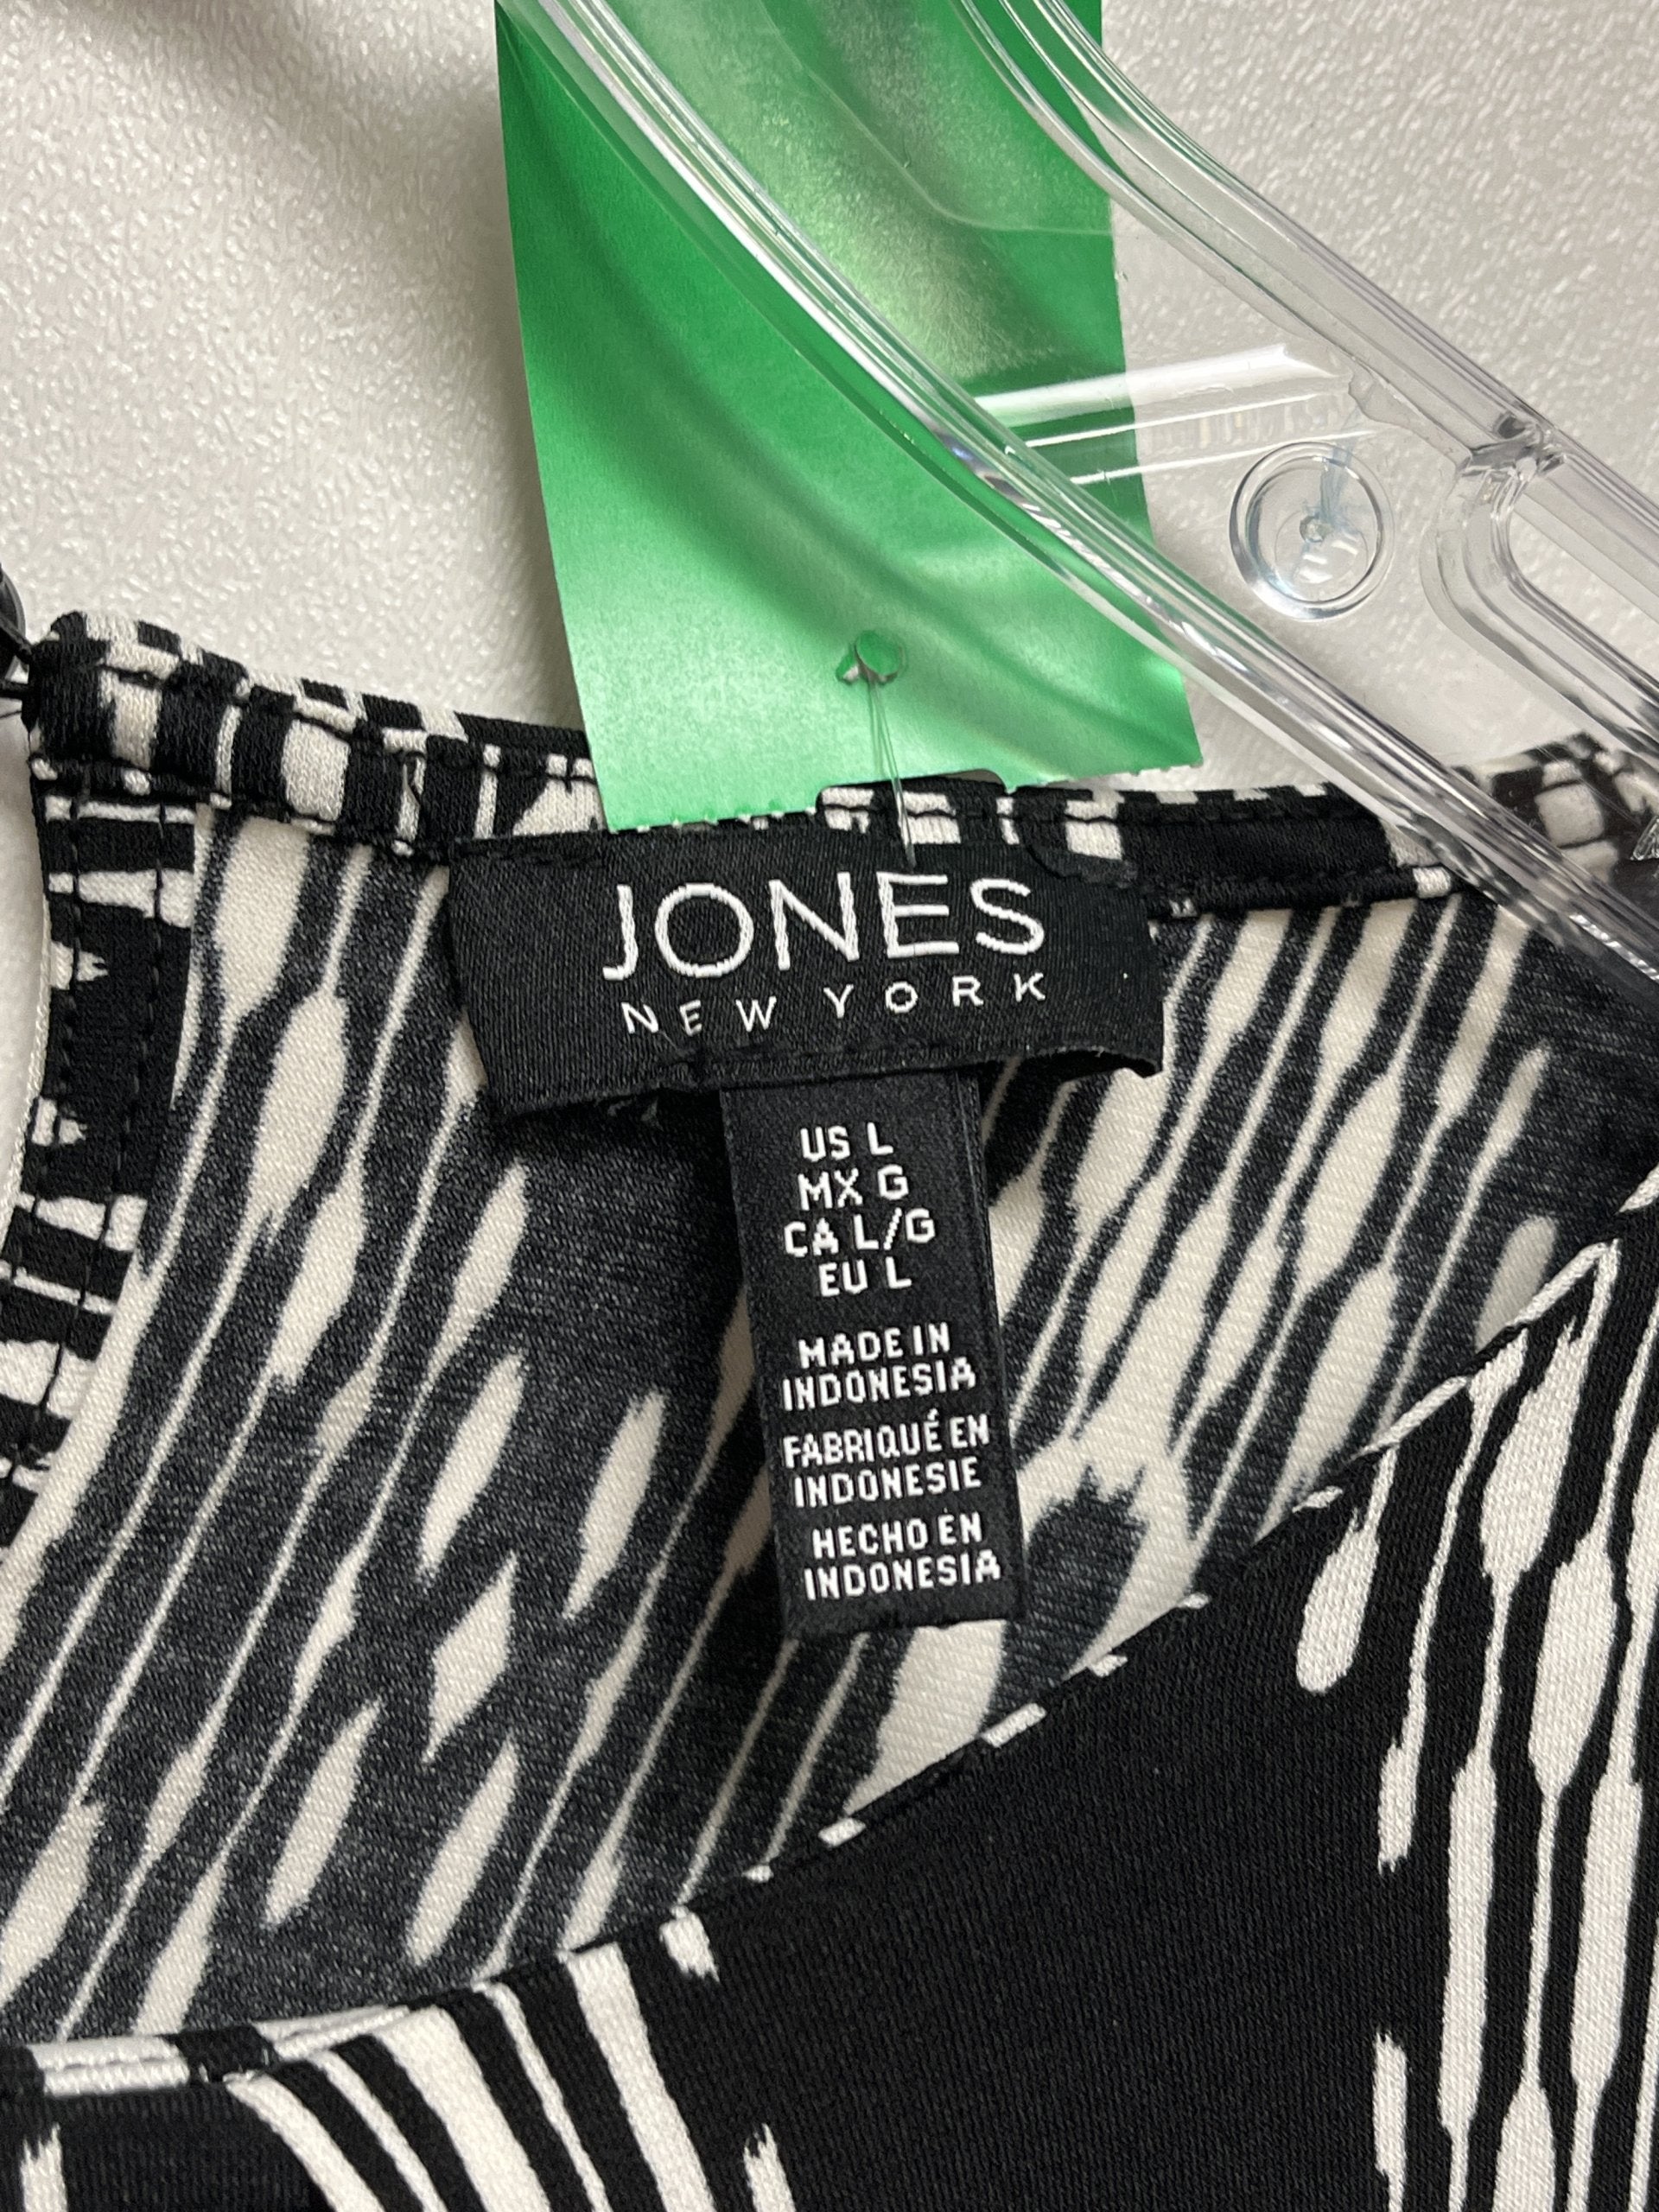 JONES
NEW YORK
US L
MX G
CA L/G
EU L
MADE IN
INDONESIA
FABRIQUÉ EN
INDONESIE
HECHO EN
INDONESIA